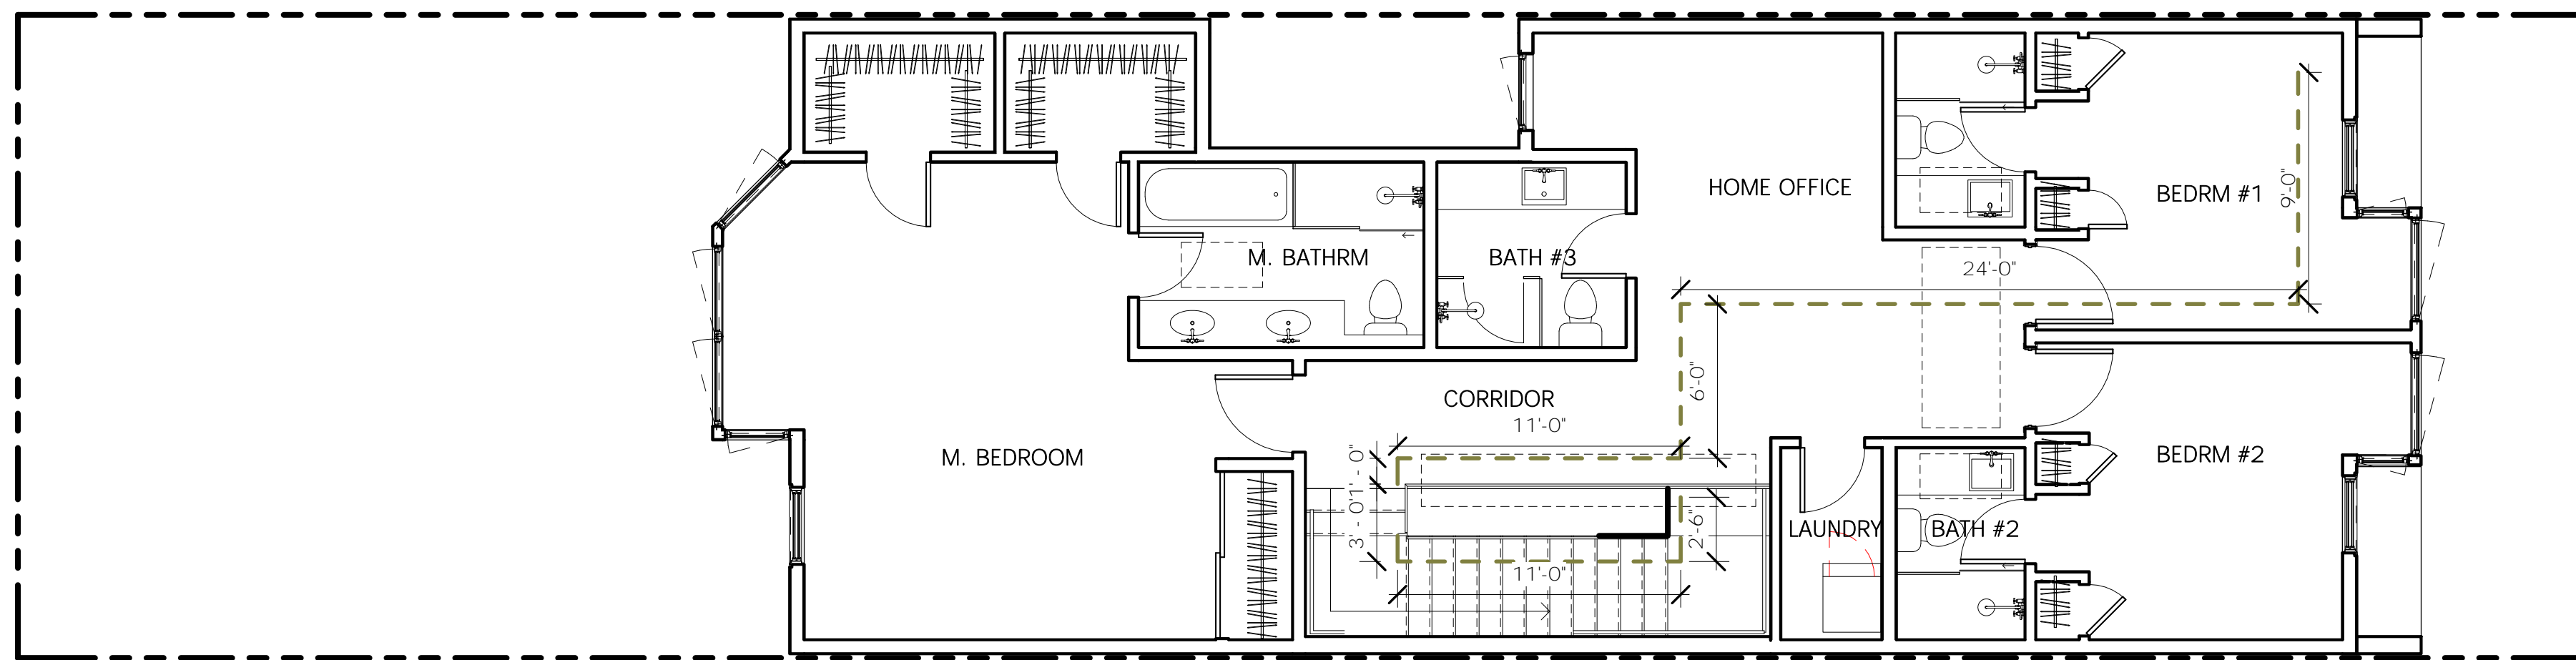 HOME OFFICE
BEDRM #1
9'-0"
M. BATHRM
BATH #3
24'-0"
6'-0"
CORRIDOR
11'-0"
M. BEDROOM
BEDRM #2
1' - 0"
3' - 0"
2'-6"
LAUNDRY
BATH #2
11'-0"